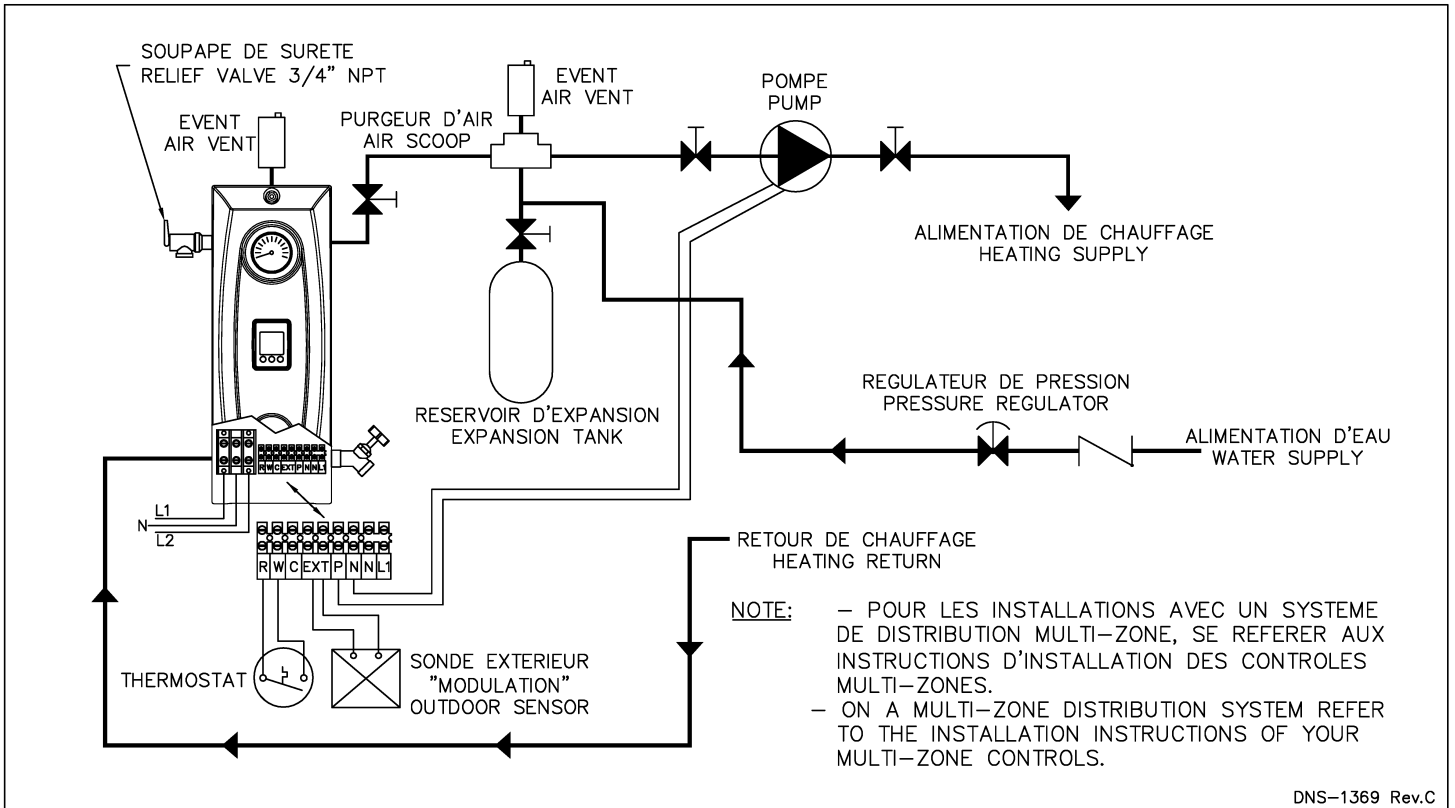 SOUPAPE DE SURETE
RELIEF VALVE 3/4" NPT
EVENT
AIR VENT
PURGEUR D'AIR
AIR SCOOP
EVENT
AIR VENT
POMPE
PUMP
ALIMENTATION DE CHAUFFAGE
HEATING SUPPLY
RESERVOIR D'EXPANSION
EXPANSION TANK
REGULATEUR DE PRESSION
PRESSURE REGULATOR
ALIMENTATION D'EAU
WATER SUPPLY
R W C EXT P N N L1
L1
N
L2
R W C EXT P N N L1
RETOUR DE CHAUFFAGE
HEATING RETURN
THERMOSTAT
SONDE EXTERIEUR
"MODULATION"
OUTDOOR SENSOR
NOTE: – POUR LES INSTALLATIONS AVEC UN SYSTEME
DE DISTRIBUTION MULTI–ZONE, SE REFERER AUX
INSTRUCTIONS D'INSTALLATION DES CONTROLES
MULTI–ZONES.
– ON A MULTI–ZONE DISTRIBUTION SYSTEM REFER
TO THE INSTALLATION INSTRUCTIONS OF YOUR
MULTI–ZONE CONTROLS.
DNS–1369 Rev.C